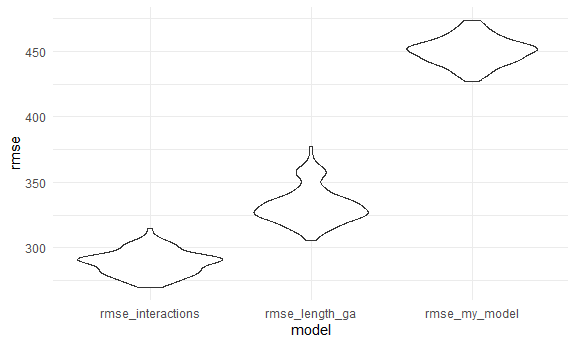 450
400
350
300
rmse
rmse_interactions
rmse_length_ga
rmse_my_model
model